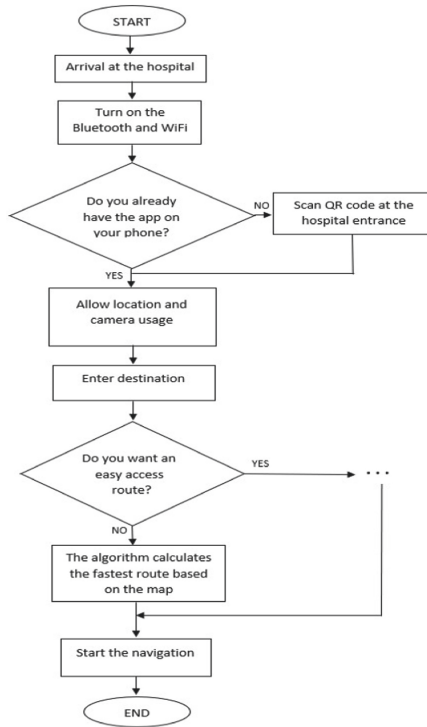 START
Arrival at the hospital
Turn on the
Bluetooth and WiFi
Do you already
have the app on
your phone?
NO
Scan QR code at the
hospital entrance
YES
Allow location and
camera usage
Enter destination
Do you want an
easy access
route?
YES
...
NO
The algorithm calculates
the fastest route based
on the map
Start the navigation
END